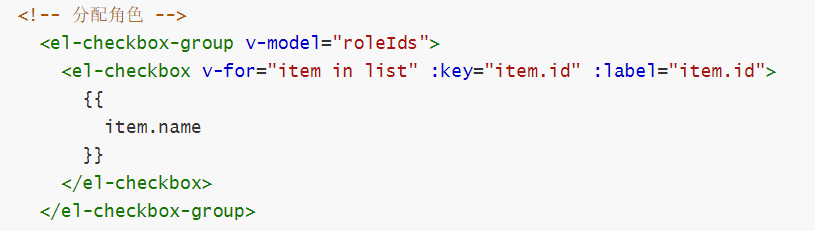 <!-- 分配角色 -->
<el-checkbox-group v-model="roleIds">
<el-checkbox v-for="item in list" :key="item.id" :label="item.id">
{{
item.name
}}
</el-checkbox>
</el-checkbox-group>